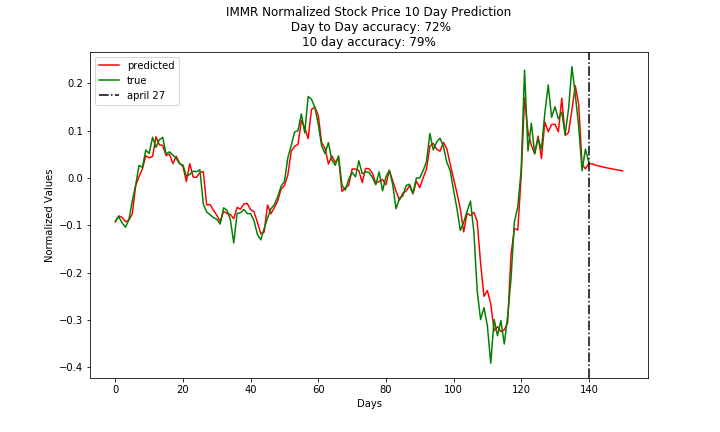 IMMR Normalized Stock Price 10 Day Prediction
Day to Day accuracy: 72%
10 day accuracy: 79%
predicted
true
april 27
Normalized Values
0.2
0.1
0.0
−0.1
−0.2
−0.3
−0.4
0 20 40 60 80 100 120 140
Days